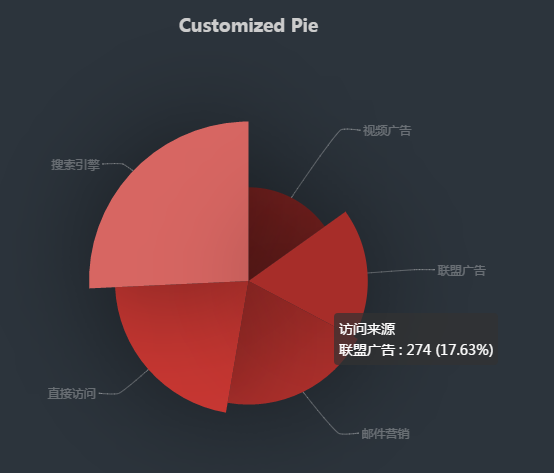 Customized Pie
视频广告
搜索引擎
联盟广告
访问来源
联盟广告 : 274 (17.63%)
直接访问
邮件营销